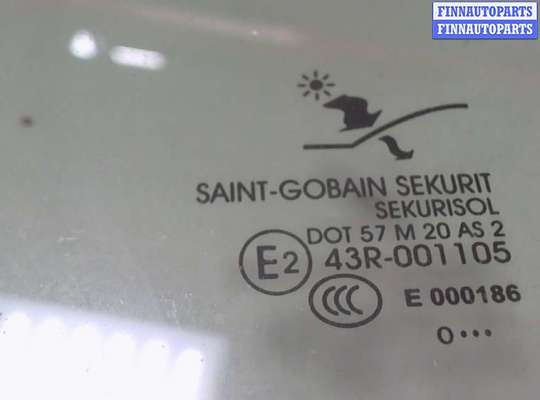 FINNAUTOPARTS
FINNAUTOPARTS
SAINT-GOBAIN SEKURIT
SEKURISOL
DOT 57 M 20 AS 2
E2 43R-001105
CCC E 000186
0•••